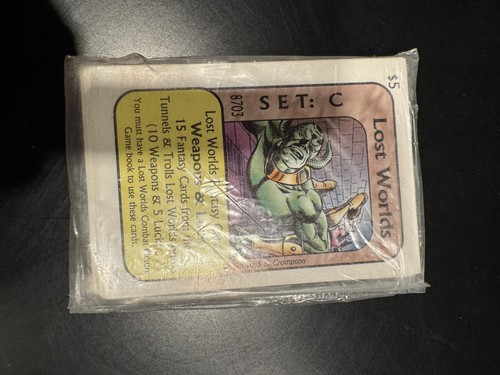 $5
Lost Worlds
SET: C
8703
Crompton
Lost Worlds Fantasy
Weapons &
15 Fantasy Cards from
Tunnels & Trolls Lost Worlds
(10 Weapons & 5 Luck
You must have a Lost Worlds Combat
Game book to use these cards.